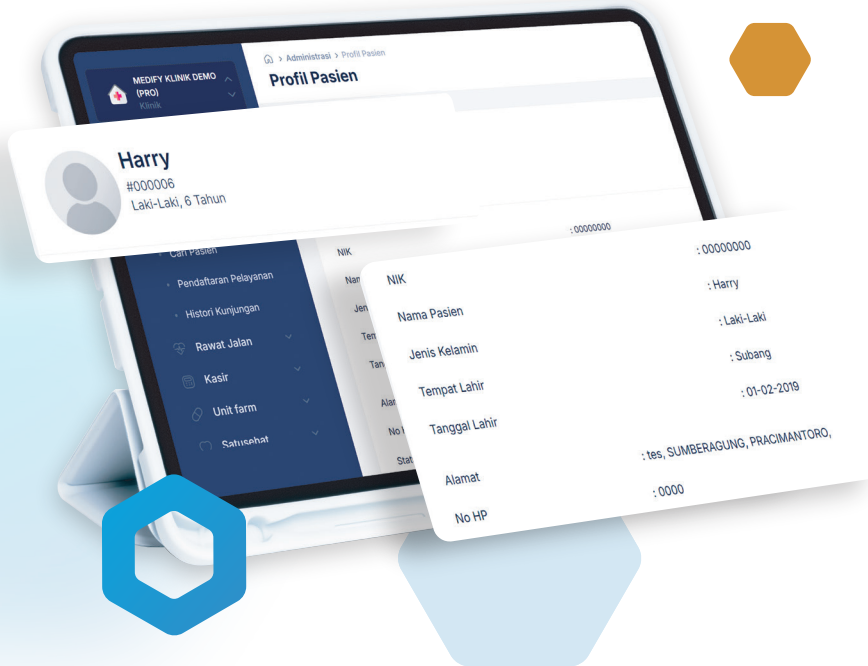 Administrasi > Profil Pasien
Profil Pasien
MEDIFY KLINIK DEMO
(PRO)
Klinik
Harry
#000006
Laki-Laki, 6 Tahun
Cari Pasien
Pendaftaran Pelayanan
Histori Kunjungan
Rawat Jalan
Kasir
Unit farm
Satusehat
NIK : 00000000
NIK : 00000000
Nama Pasien : Harry
Jenis Kelamin : Laki-Laki
Tempat Lahir : Subang
Tanggal Lahir : 01-02-2019
Alamat : tes, SUMBERAGUNG, PRACIMANTORO,
No HP : 0000